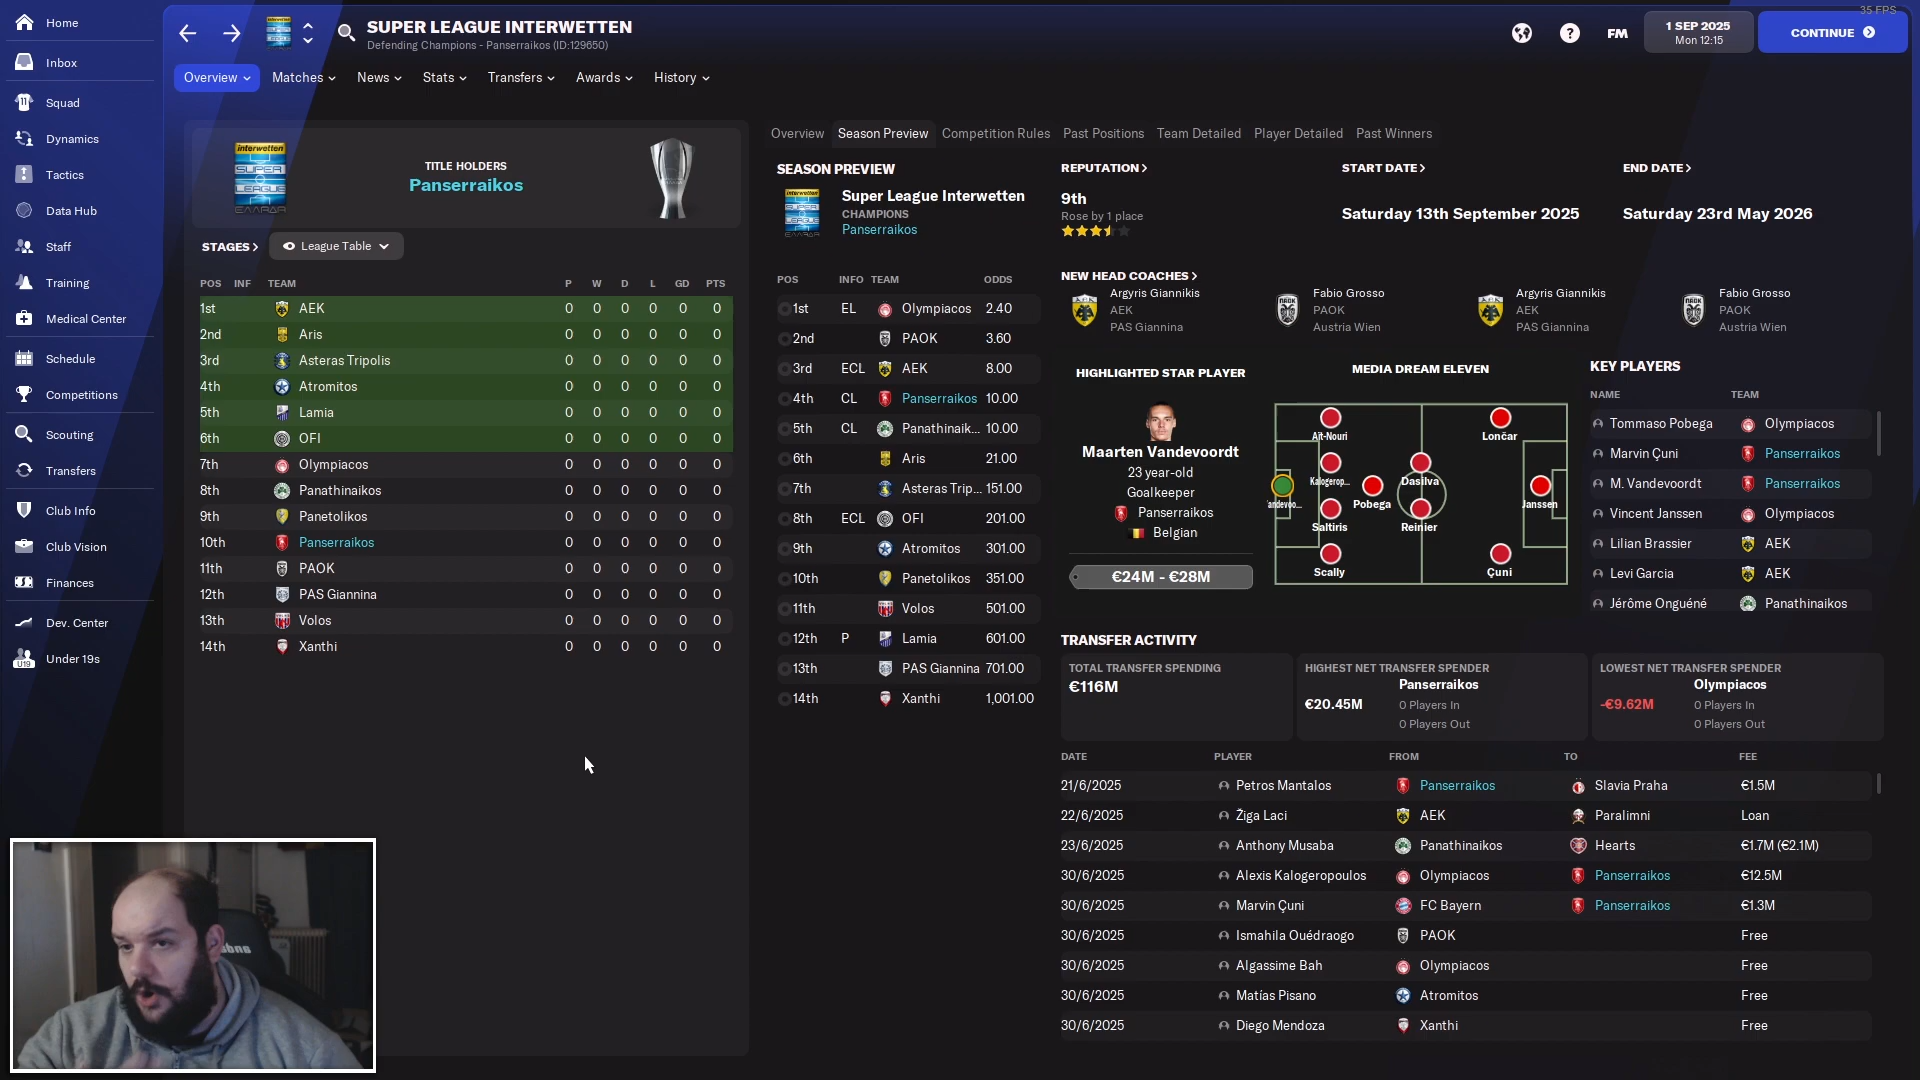 35 FPS
Home
Inbox
Squad
Dynamics
Tactics
Data Hub
Staff
Training
Medical Center
Schedule
Competitions
Scouting
Transfers
Club Info
Club Vision
Finances
Dev. Center
Under 19s
SUPER LEAGUE INTERWETTEN
Defending Champions - Panserraikos (ID:129650)
FM
1 SEP 2025
Mon 12:15
CONTINUE
Overview Matches News Stats Transfers Awards History
interwetten
SUPER
LEAGUE
TITLE HOLDERS
Panserraikos
STAGES > League Table
POS INF TEAM P W D L GD PTS
1st AEK 0 0 0 0 0 0
2nd Aris 0 0 0 0 0 0
3rd Asteras Tripolis 0 0 0 0 0 0
4th Atromitos 0 0 0 0 0 0
5th Lamia 0 0 0 0 0 0
6th OFI 0 0 0 0 0 0
7th Olympiacos 0 0 0 0 0 0
8th Panathinaikos 0 0 0 0 0 0
9th Panetolikos 0 0 0 0 0 0
10th Panserraikos 0 0 0 0 0 0
11th PAOK 0 0 0 0 0 0
12th PAS Giannina 0 0 0 0 0 0
13th Volos 0 0 0 0 0 0
14th Xanthi 0 0 0 0 0 0
Overview Season Preview Competition Rules Past Positions Team Detailed Player Detailed Past Winners
SEASON PREVIEW
Super League Interwetten
CHAMPIONS
Panserraikos
POS INFO TEAM ODDS
1st EL Olympiacos 2.40
2nd PAOK 3.60
3rd ECL AEK 8.00
4th CL Panserraikos 10.00
5th CL Panathinaik... 10.00
6th Aris 21.00
7th Asteras Trip... 151.00
8th ECL OFI 201.00
9th Atromitos 301.00
10th Panetolikos 351.00
11th Volos 501.00
12th P Lamia 601.00
13th PAS Giannina 701.00
14th Xanthi 1,001.00
REPUTATION >
9th
Rose by 1 place
START DATE >
Saturday 13th September 2025
END DATE >
Saturday 23rd May 2026
NEW HEAD COACHES >
Argyris Giannikis
AEK
PAS Giannina
Fabio Grosso
PAOK
Austria Wien
Argyris Giannikis
AEK
PAS Giannina
Fabio Grosso
PAOK
Austria Wien
HIGHLIGHTED STAR PLAYER
Maarten Vandevoordt
23 year-old
Goalkeeper
Panserraikos
Belgian
€24M - €28M
MEDIA DREAM ELEVEN
Aït-Nouri
Lončar
Kalogerop...
Dasilva
Pobega
Janssen
Saltiris
Reinier
Scally
Çuni
KEY PLAYERS
NAME TEAM
Tommaso Pobega Olympiacos
Marvin Çuni Panserraikos
M. Vandevoordt Panserraikos
Vincent Janssen Olympiacos
Lilian Brassier AEK
Levi Garcia AEK
Jérôme Onguéné Panathinaikos
TRANSFER ACTIVITY
TOTAL TRANSFER SPENDING
€116M
HIGHEST NET TRANSFER SPENDER
Panserraikos
€20.45M
0 Players In
0 Players Out
LOWEST NET TRANSFER SPENDER
Olympiacos
-€9.62M
0 Players In
0 Players Out
DATE PLAYER FROM TO FEE
21/6/2025 Petros Mantalos Panserraikos Slavia Praha €1.5M
22/6/2025 Žiga Laci AEK Paralimni Loan
23/6/2025 Anthony Musaba Panathinaikos Hearts €1.7M (€2.1M)
30/6/2025 Alexis Kalogeropoulos Olympiacos Panserraikos €12.5M
30/6/2025 Marvin Çuni FC Bayern Panserraikos €1.3M
30/6/2025 Ismahila Ouédraogo PAOK Free
30/6/2025 Algassime Bah Olympiacos Free
30/6/2025 Matías Pisano Atromitos Free
30/6/2025 Diego Mendoza Xanthi Free